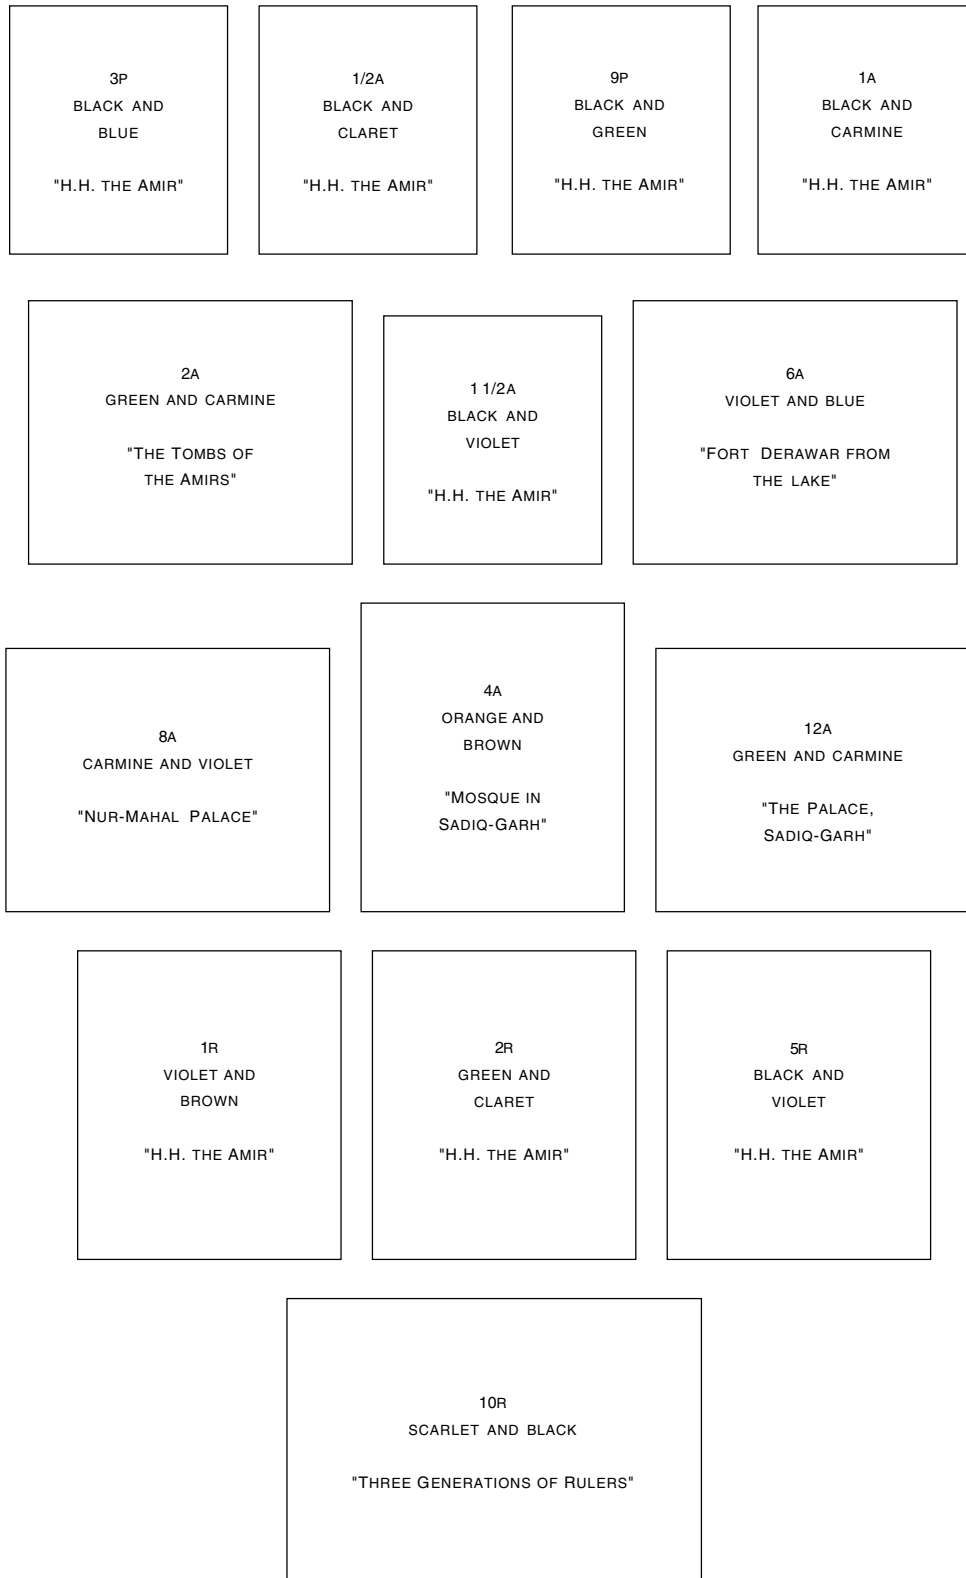 3P
BLACK AND
BLUE
"H.H. THE AMIR"
1/2A
BLACK AND
CLARET
"H.H. THE AMIR"
9P
BLACK AND
GREEN
"H.H. THE AMIR"
1A
BLACK AND
CARMINE
"H.H. THE AMIR"
2A
GREEN AND CARMINE
"THE TOMBS OF
THE AMIRS"
1 1/2A
BLACK AND
VIOLET
"H.H. THE AMIR"
6A
VIOLET AND BLUE
"FORT DERAWAR FROM
THE LAKE"
8A
CARMINE AND VIOLET
"NUR-MAHAL PALACE"
4A
ORANGE AND
BROWN
"MOSQUE IN
SADIQ-GARH"
12A
GREEN AND CARMINE
"THE PALACE,
SADIQ-GARH"
1R
VIOLET AND
BROWN
"H.H. THE AMIR"
2R
GREEN AND
CLARET
"H.H. THE AMIR"
5R
BLACK AND
VIOLET
"H.H. THE AMIR"
10R
SCARLET AND BLACK
"THREE GENERATIONS OF RULERS"